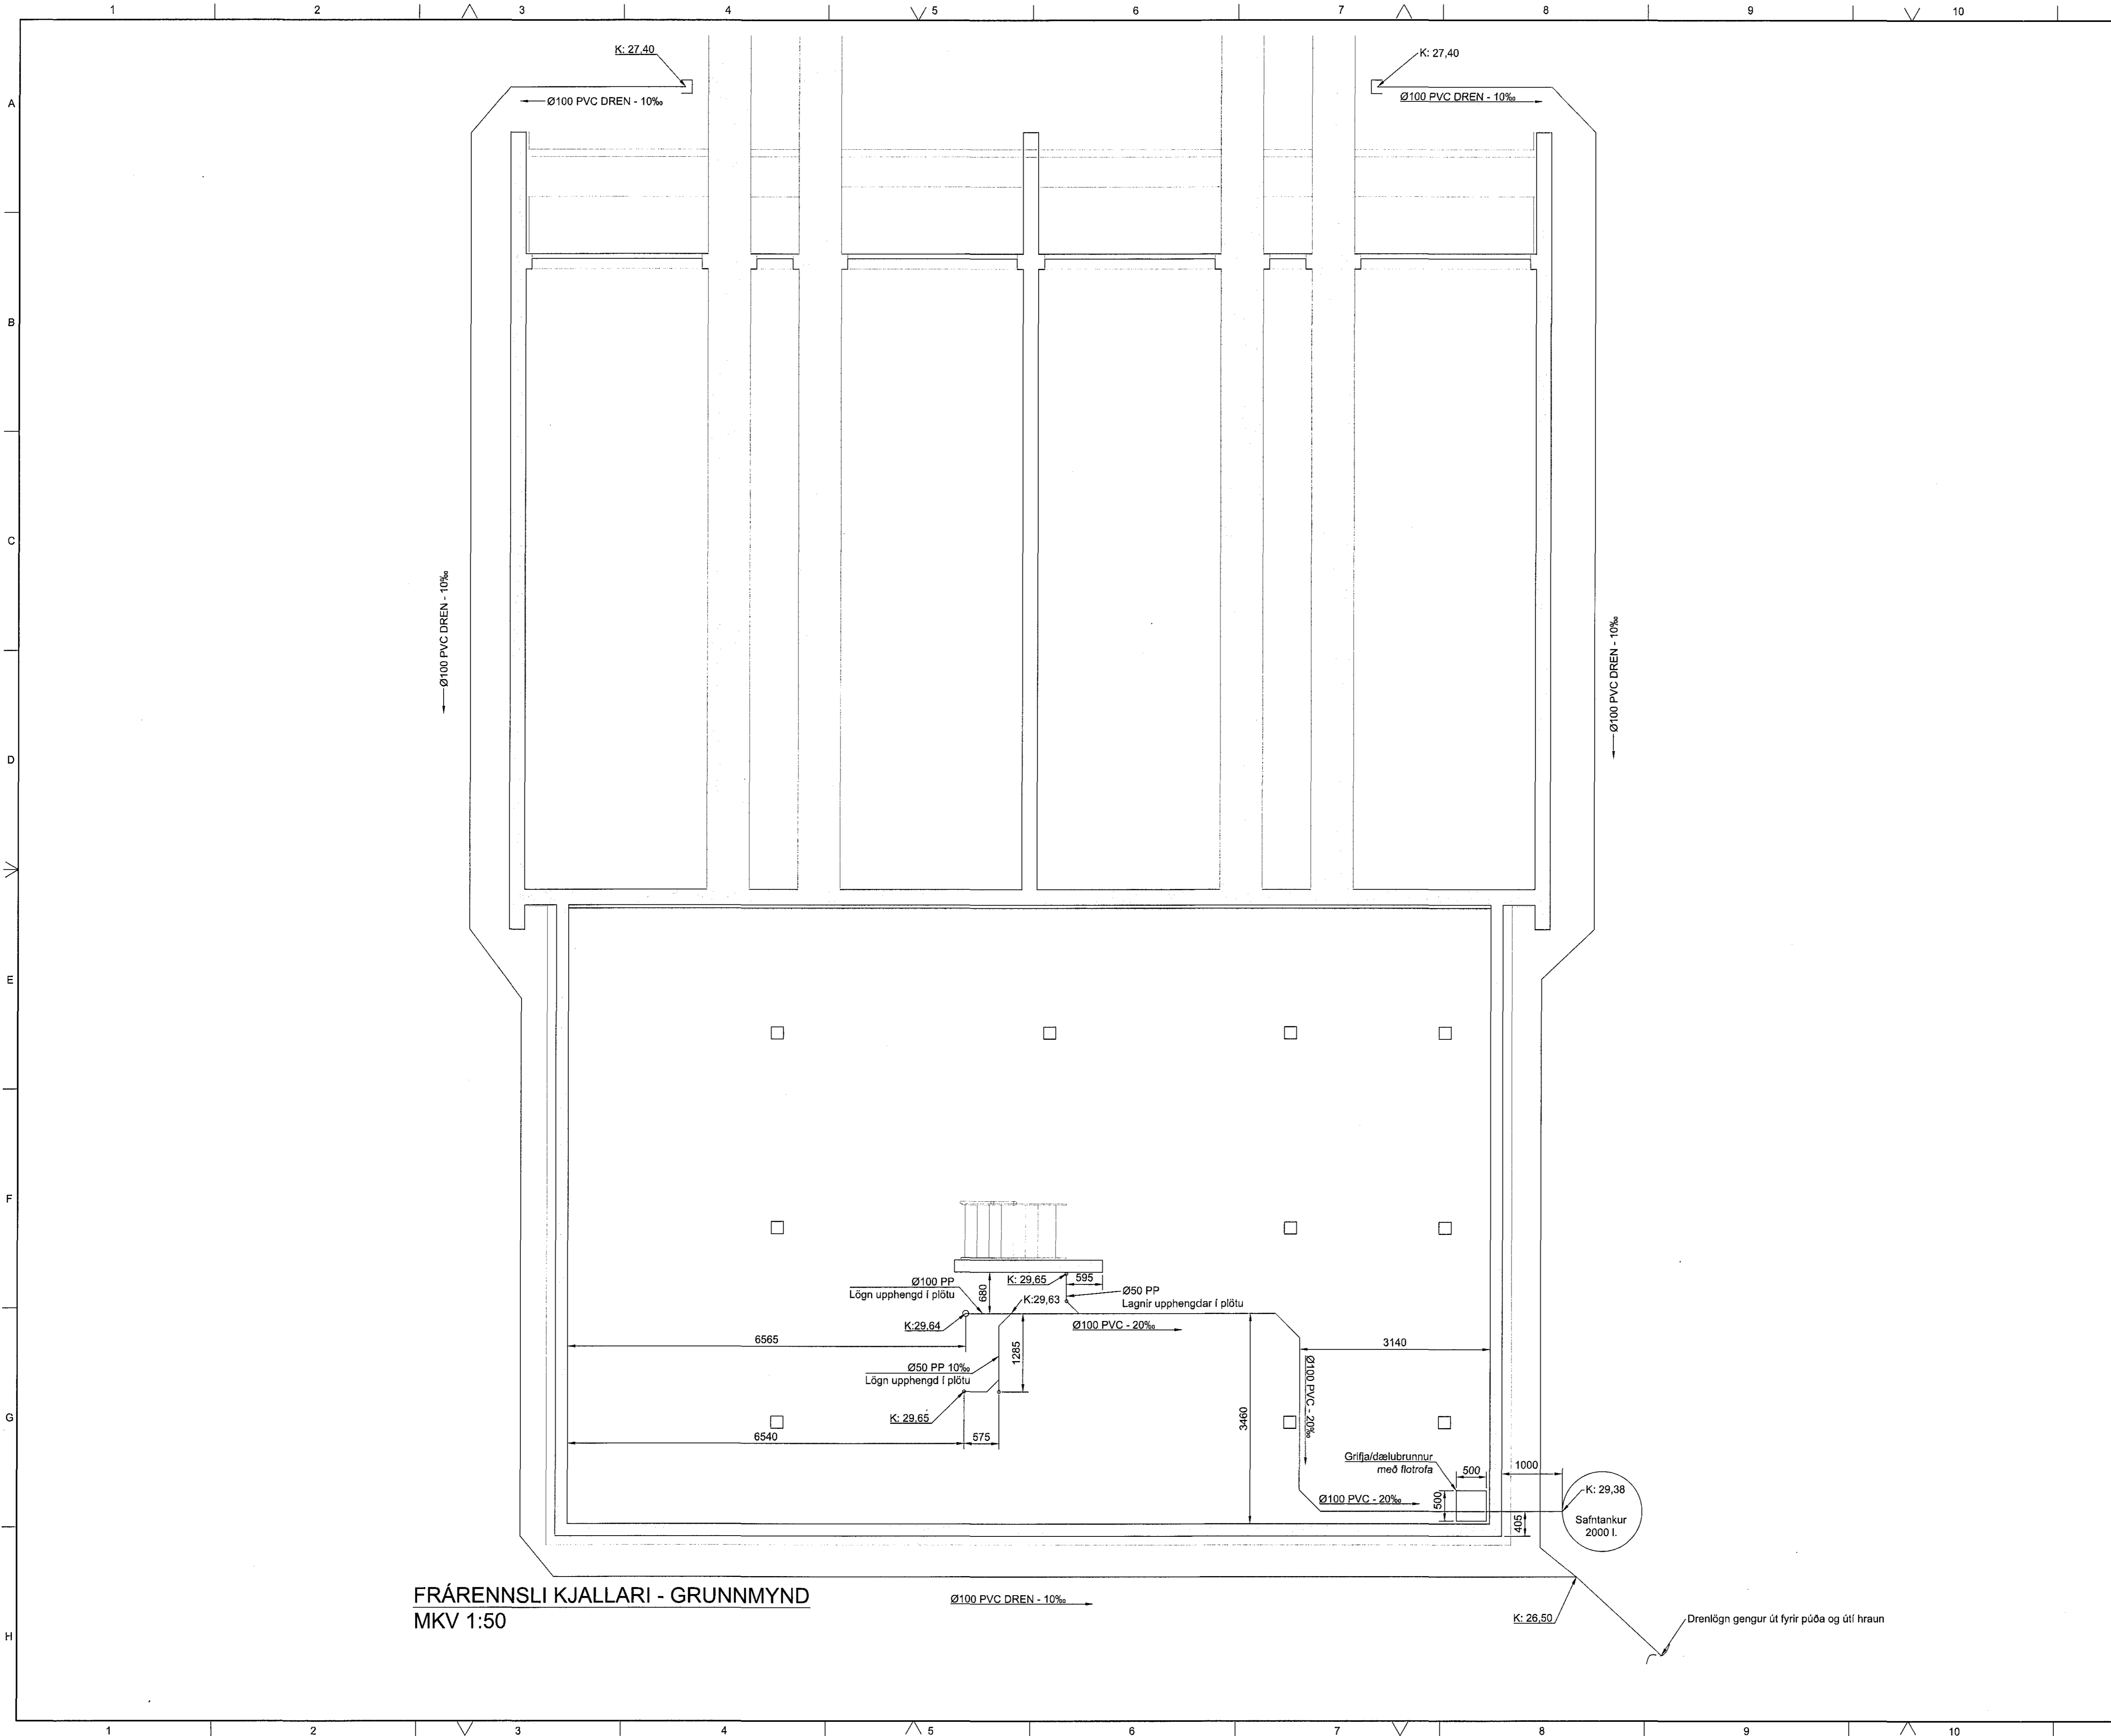 1 2 3 4 5 6 7 8 9 10
A
B
C
D
E
F
G
H
K: 27,40
K: 27,40
Ø100 PVC DREN - 10‰
Ø100 PVC DREN - 10‰
Ø100 PVC DREN - 10‰
Ø100 PVC DREN - 10‰
Ø100 PP
Lögn upphengd í plötu
680
K: 29,65
595
Ø50 PP
Lagnir upphengdar í plötu
K:29,63
K:29,64
Ø100 PVC - 20‰
6565
1285
3140
Ø50 PP 10‰
Lögn upphengd í plötu
Ø100 PVC - 20‰
K: 29,65
3460
6540
575
Grifja/dælubrunnur
með flotrofa
500
1000
500
Ø100 PVC - 20‰
K: 29,38
Safntankur
2000 l.
405
FRÁRENNSLI KJALLARI - GRUNNMYND
MKV 1:50
Ø100 PVC DREN - 10‰
K: 26,50
Drenlögn gengur út fyrir púða og útí hraun
1 2 3 4 5 6 7 8 9 10